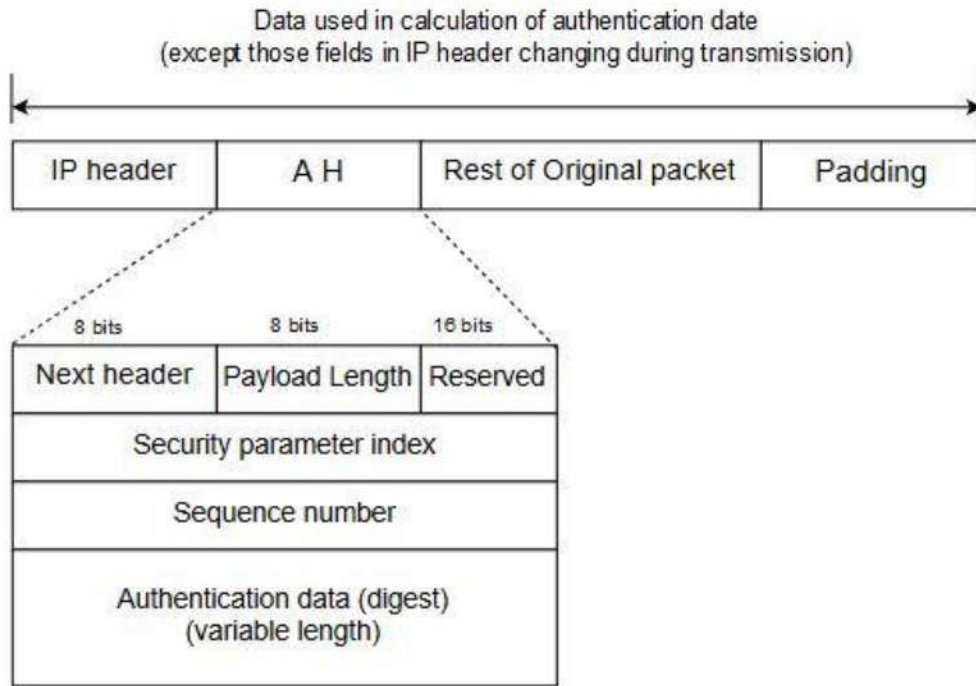 Data used in calculation of authentication date
(except those fields in IP header changing during transmission)
IP header
A H
Rest of Original packet
Padding
8 bits
8 bits
16 bits
Next header
Payload Length
Reserved
Security parameter index
Sequence number
Authentication data (digest)
(variable length)